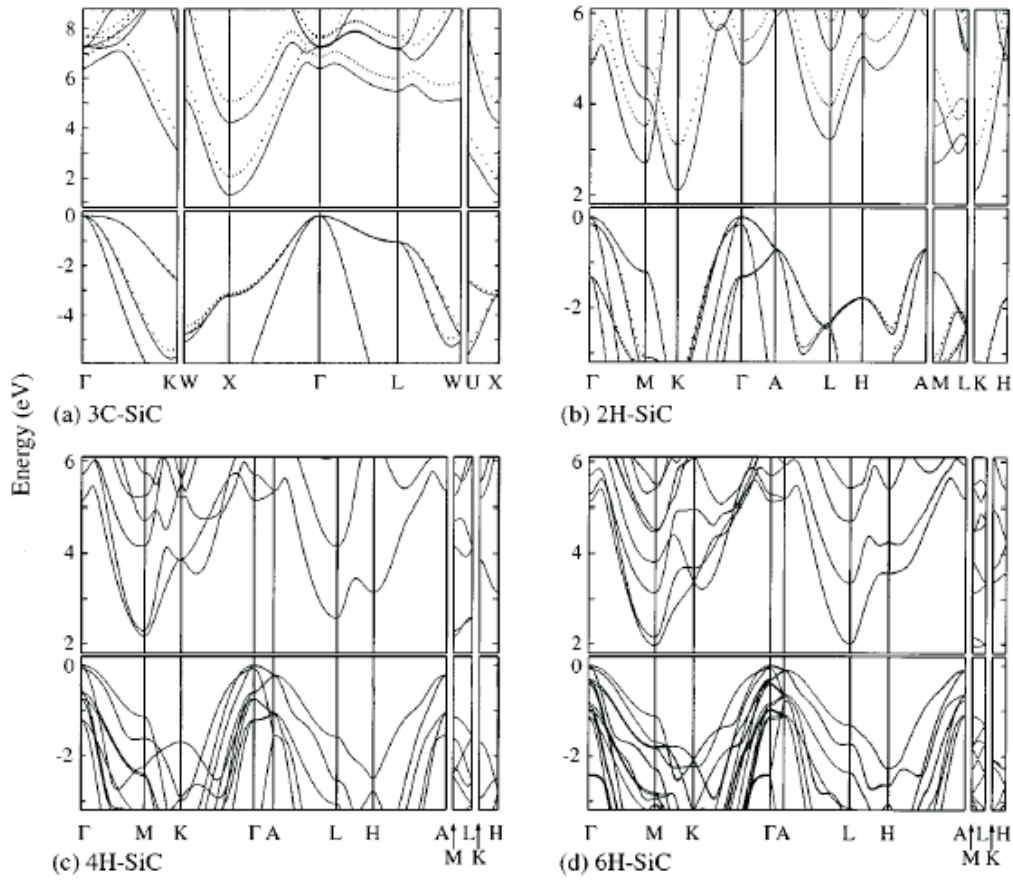 8
6
4
2
0
-2
-4
Γ K W X Γ L W U X
(a) 3C-SiC
6
4
2
0
-2
Γ M K Γ A L H A M L K H
(b) 2H-SiC
Energy (eV)
6
4
2
0
-2
Γ M K Γ A L H A L H
M K
(c) 4H-SiC
6
4
2
0
-2
Γ M K Γ A L H A L H
M K
(d) 6H-SiC